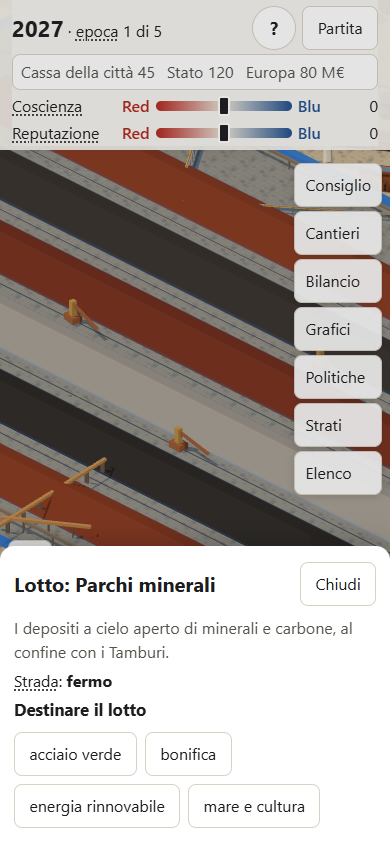 2027 · epoca 1 di 5
?
Partita
Cassa della città 45 Stato 120 Europa 80 M€
Coscienza Red Blu 0
Reputazione Red Blu 0
Consiglio
Cantieri
Bilancio
Grafici
Politiche
Strati
Elenco
Lotto: Parchi minerali
Chiudi
I depositi a cielo aperto di minerali e carbone, al
confine con i Tamburi.
Strada: fermo
Destinare il lotto
acciaio verde bonifica
energia rinnovabile mare e cultura